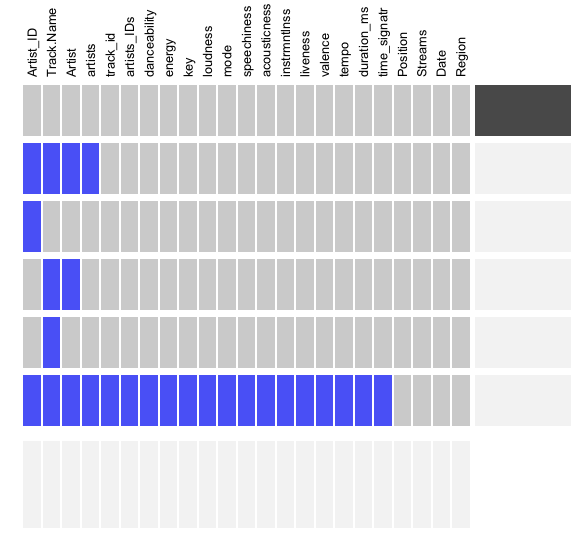 Artist_ID
Track.Name
Artist
artists
track_id
artists_IDs
danceability
energy
key
loudness
mode
speechiness
acousticness
instrmntlnss
liveness
valence
tempo
duration_ms
time_signatr
Position
Streams
Date
Region